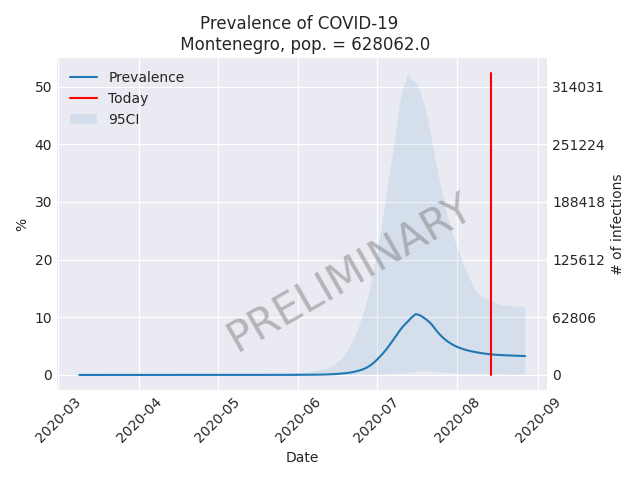 Prevalence of COVID-19
Montenegro, pop. = 628062.0
Prevalence
Today
95CI
50
40
30
20
10
0
%
314031
251224
188418
125612
62806
0
# of infections
PRELIMINARY
2020-03
2020-04
2020-05
2020-06
2020-07
2020-08
2020-09
Date